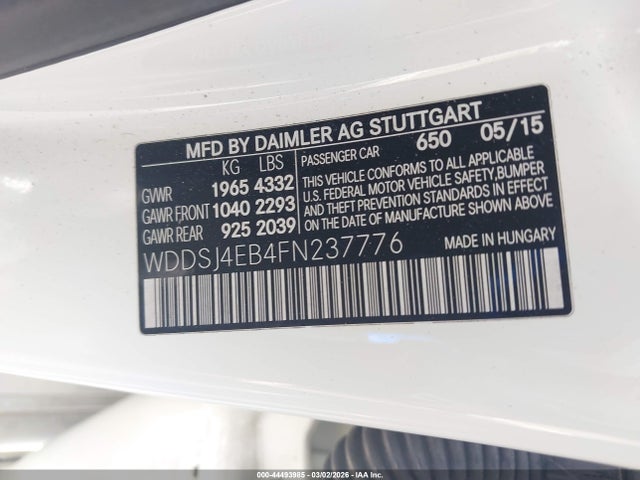 MFD BY DAIMLER AG STUTTGART
KG LBS
PASSENGER CAR 650 05/15
GVWR 1965 4332
GAWR FRONT 1040 2293
GAWR REAR 925 2039
THIS VEHICLE CONFORMS TO ALL APPLICABLE
U.S. FEDERAL MOTOR VEHICLE SAFETY,BUMPER
AND THEFT PREVENTION STANDARDS IN EFFECT
ON THE DATE OF MANUFACTURE SHOWN ABOVE
WDDSJ4EB4FN237776
MADE IN HUNGARY
000-44493985 - 03/02/2026 - IAA Inc.